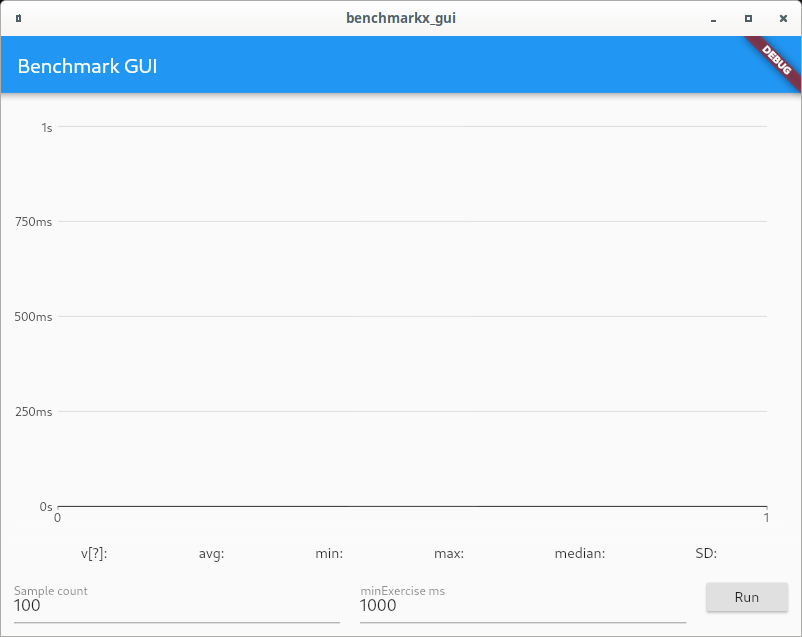 benchmarkx_gui
Benchmark GUI
DEBUG
1s
750ms
500ms
250ms
0s
0 1
v[?]: avg: min: max: median: SD:
Sample count minExercise ms
100 1000 Run